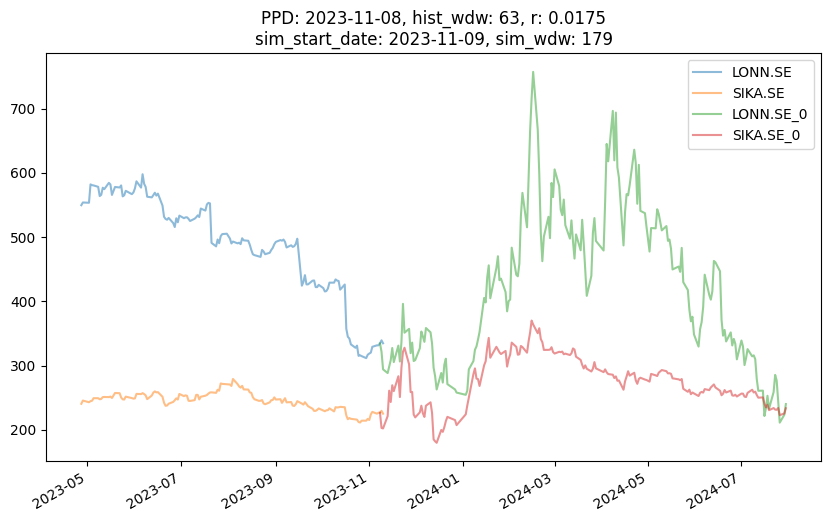 PPD: 2023-11-08, hist_wdw: 63, r: 0.0175
sim_start_date: 2023-11-09, sim_wdw: 179
LONN.SE
SIKA.SE
LONN.SE_0
SIKA.SE_0
700
600
500
400
300
200
2023-05
2023-07
2023-09
2023-11
2024-01
2024-03
2024-05
2024-07